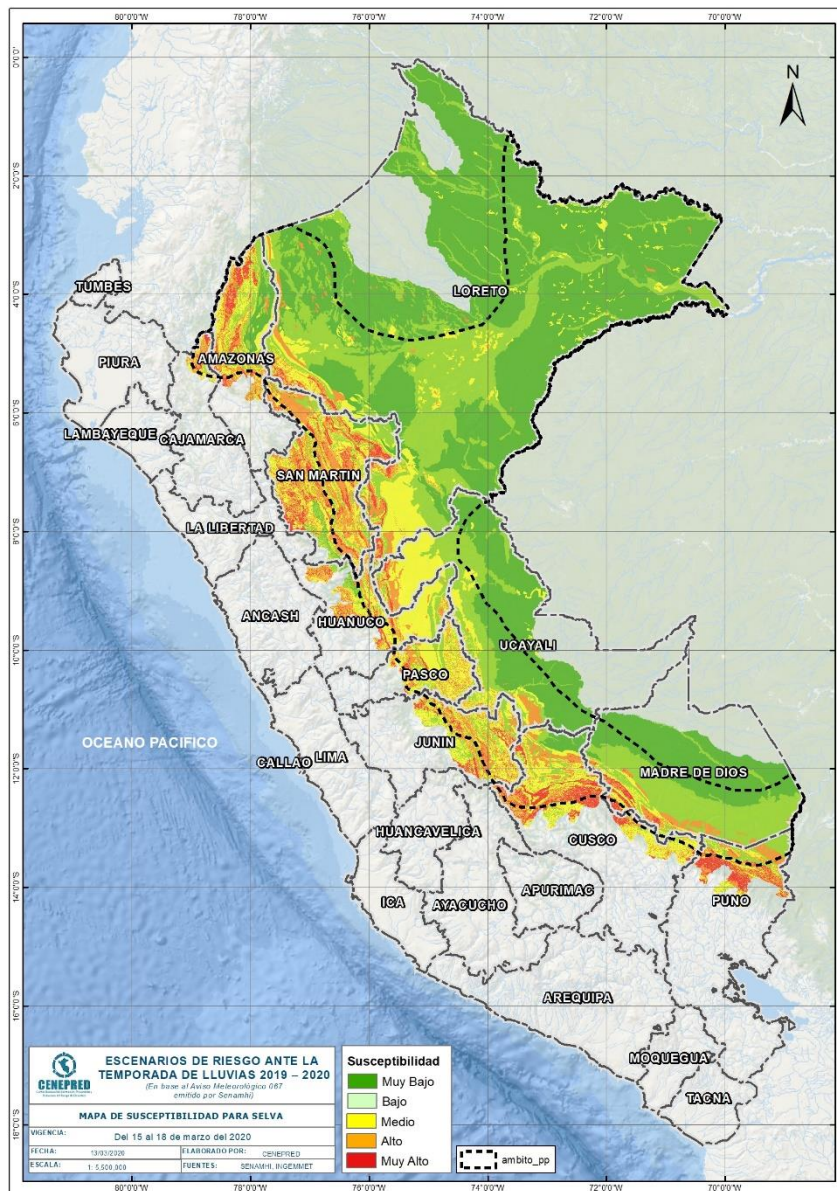 80°0'0"W 78°0'0"W 76°0'0"W 74°0'0"W 72°0'0"W 70°0'0"W
0°0'0"
2°0'0"S
4°0'0"S
6°0'0"S
8°0'0"S
10°0'0"S
12°0'0"S
14°0'0"S
16°0'0"S
18°0'0"S
N
LORETO
TUMBES
PIURA
AMAZONAS
LAMBAYEQUE
CAJAMARCA
SAN MARTIN
LA LIBERTAD
ANCASH
HUANUCO
UCAYALI
PASCO
OCEANO PACIFICO
JUNIN
CALLAO
LIMA
MADRE DE DIOS
HUANCAVELICA
CUSCO
ICA
AYACUCHO
APURIMAC
PUNO
AREQUIPA
MOQUEGUA
TACNA
CENEPRED
ESCENARIOS DE RIESGO ANTE LA
TEMPORADA DE LLUVIAS 2019 – 2020
(En base al Aviso Meteorológico 067
emitido por Senamhi)
MAPA DE SUSCEPTIBILIDAD PARA SELVA
VIGENCIA: Del 15 al 18 de marzo del 2020
FECHA: 13/03/2020 ELABORADO POR: CENEPRED
ESCALA: 1: 5,500,000 FUENTES: SENAMHI, INGEMMET
Susceptibilidad
Muy Bajo
Bajo
Medio
Alto
Muy Alto
ambito_pp
80°0'0"W 78°0'0"W 76°0'0"W 74°0'0"W 72°0'0"W 70°0'0"W